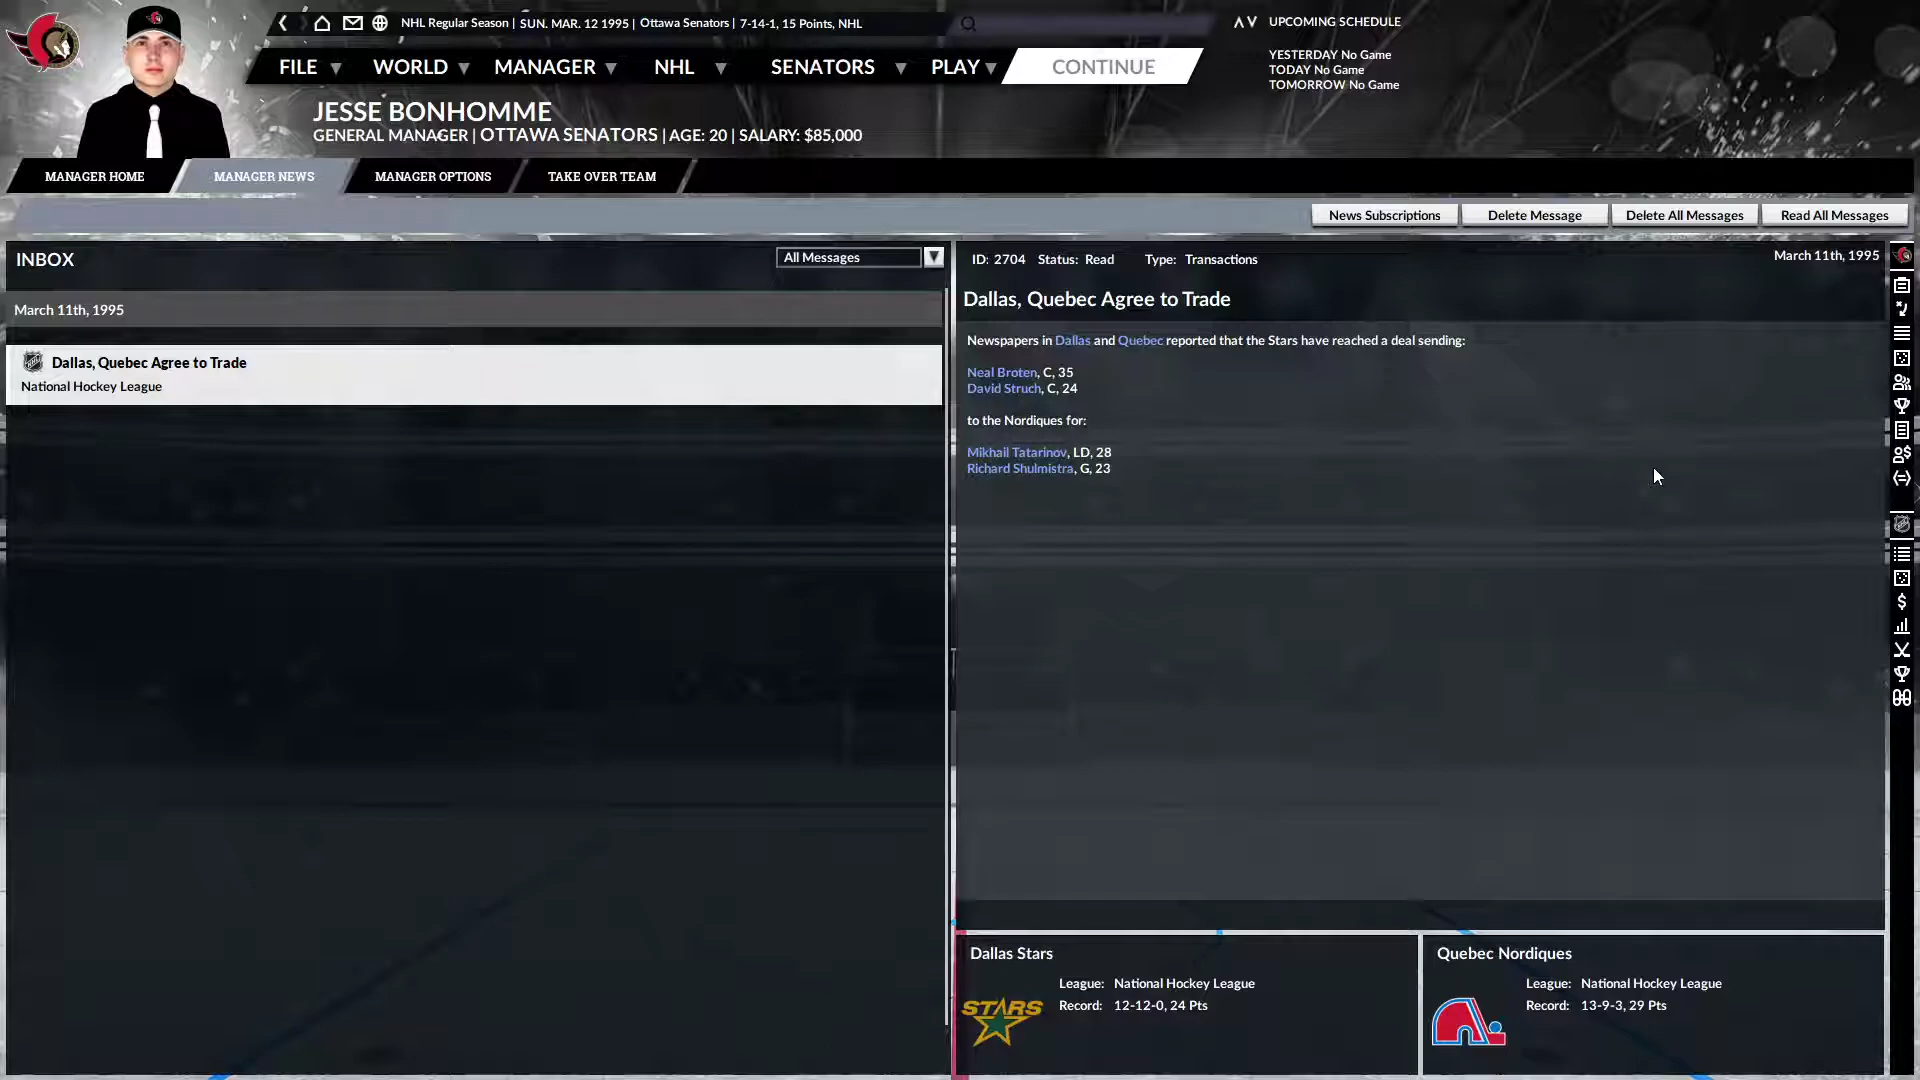 NHL Regular Season | SUN. MAR. 12 1995 | Ottawa Senators | 7-14-1, 15 Points, NHL
UPCOMING SCHEDULE
YESTERDAY No Game
TODAY No Game
TOMORROW No Game
FILE WORLD MANAGER NHL SENATORS PLAY CONTINUE
JESSE BONHOMME
GENERAL MANAGER | OTTAWA SENATORS | AGE: 20 | SALARY: $85,000
MANAGER HOME MANAGER NEWS MANAGER OPTIONS TAKE OVER TEAM
News Subscriptions Delete Message Delete All Messages Read All Messages
INBOX All Messages
March 11th, 1995
Dallas, Quebec Agree to Trade
National Hockey League
ID: 2704 Status: Read Type: Transactions March 11th, 1995
Dallas, Quebec Agree to Trade
Newspapers in Dallas and Quebec reported that the Stars have reached a deal sending:
Neal Broten, C, 35
David Struch, C, 24
to the Nordiques for:
Mikhail Tatarinov, LD, 28
Richard Shulmistra, G, 23
Dallas Stars
League: National Hockey League
Record: 12-12-0, 24 Pts
STARS
Quebec Nordiques
League: National Hockey League
Record: 13-9-3, 29 Pts